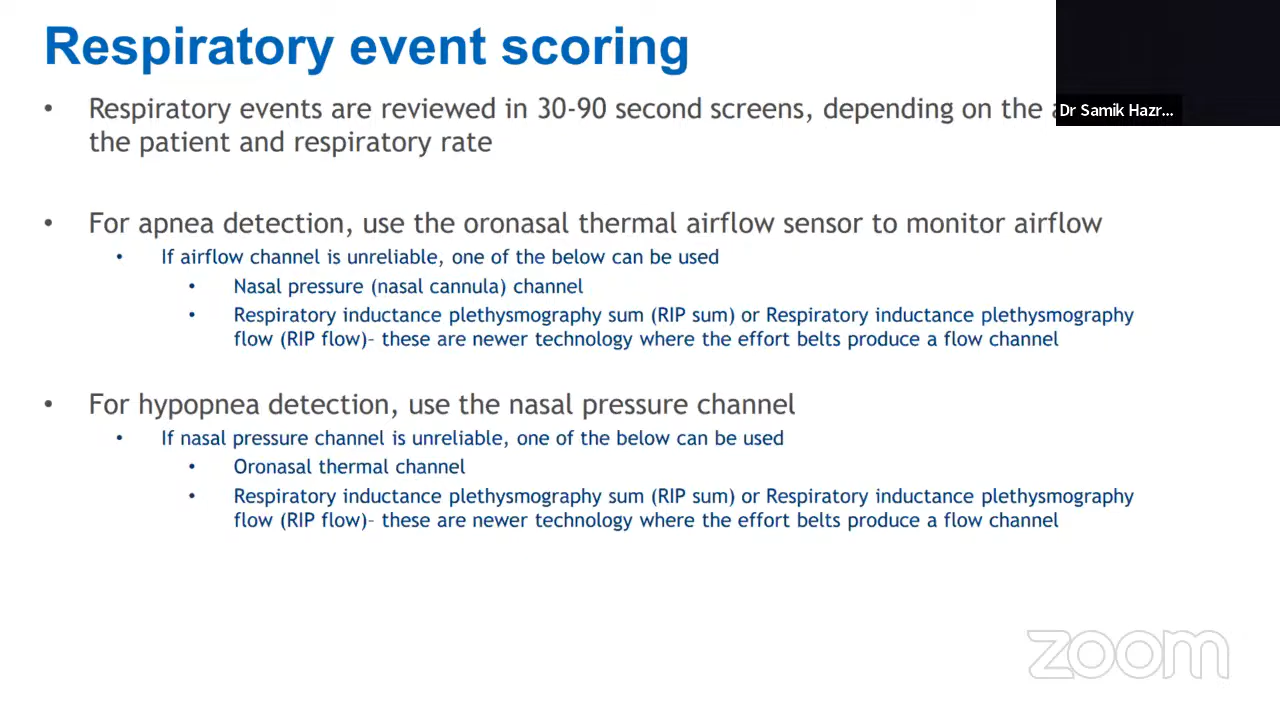 Respiratory event scoring
Dr Samik Hazr...
• Respiratory events are reviewed in 30-90 second screens, depending on the
the patient and respiratory rate
• For apnea detection, use the oronasal thermal airflow sensor to monitor airflow
• If airflow channel is unreliable, one of the below can be used
• Nasal pressure (nasal cannula) channel
• Respiratory inductance plethysmography sum (RIP sum) or Respiratory inductance plethysmography
flow (RIP flow)– these are newer technology where the effort belts produce a flow channel
• For hypopnea detection, use the nasal pressure channel
• If nasal pressure channel is unreliable, one of the below can be used
• Oronasal thermal channel
• Respiratory inductance plethysmography sum (RIP sum) or Respiratory inductance plethysmography
flow (RIP flow)– these are newer technology where the effort belts produce a flow channel
zoom